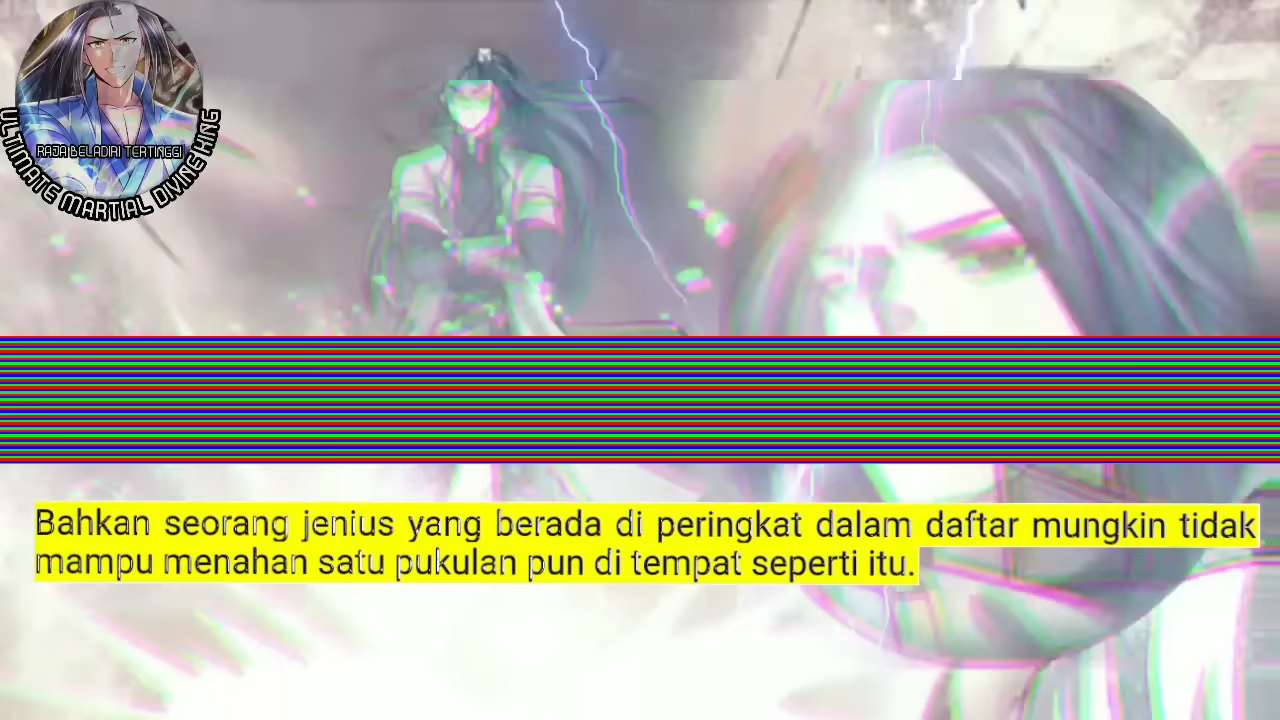 RAJA BELADIRI TERTINGGI
ULTIMATE MARTIAL DIVINE KING
Bahkan seorang jenius yang berada di peringkat dalam daftar mungkin tidak
mampu menahan satu pukulan pun di tempat seperti itu.